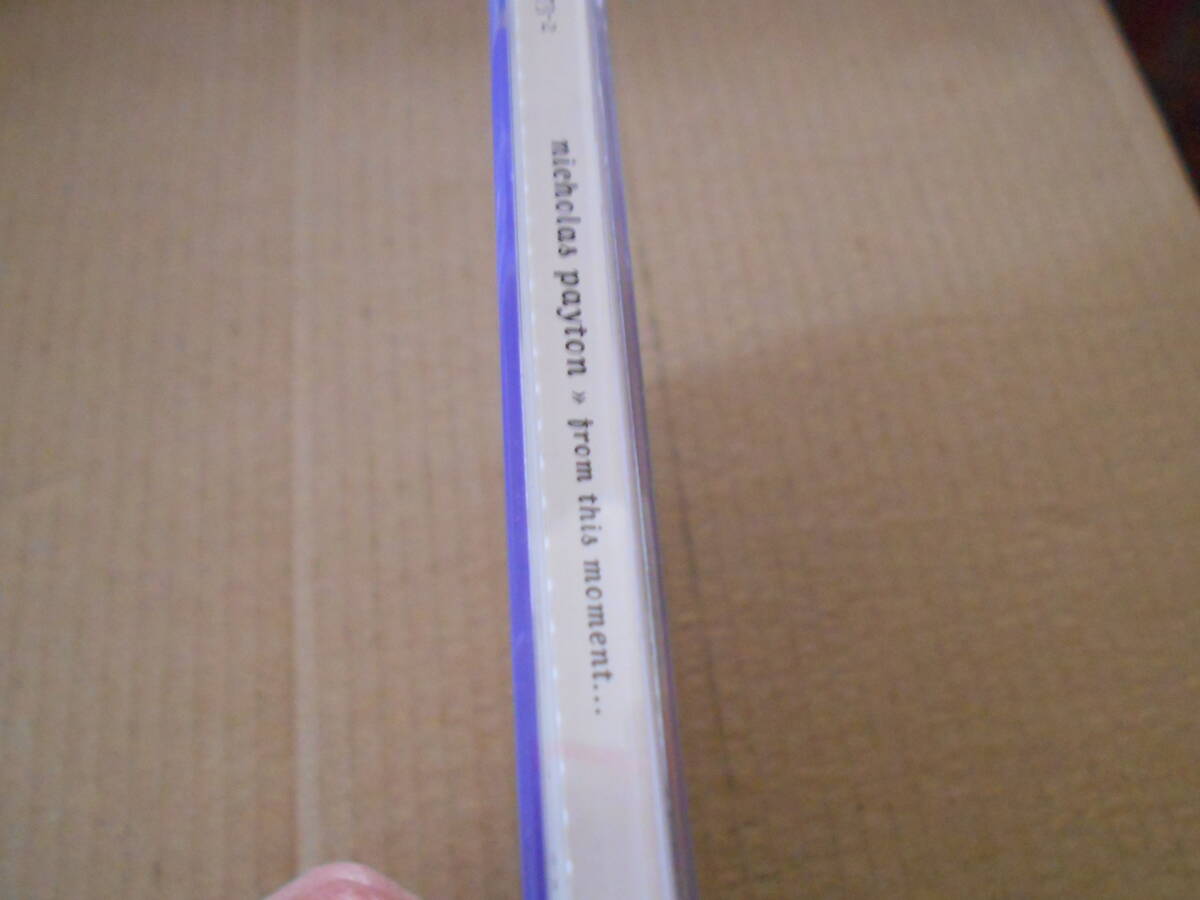 nicholas payton » from this moment...